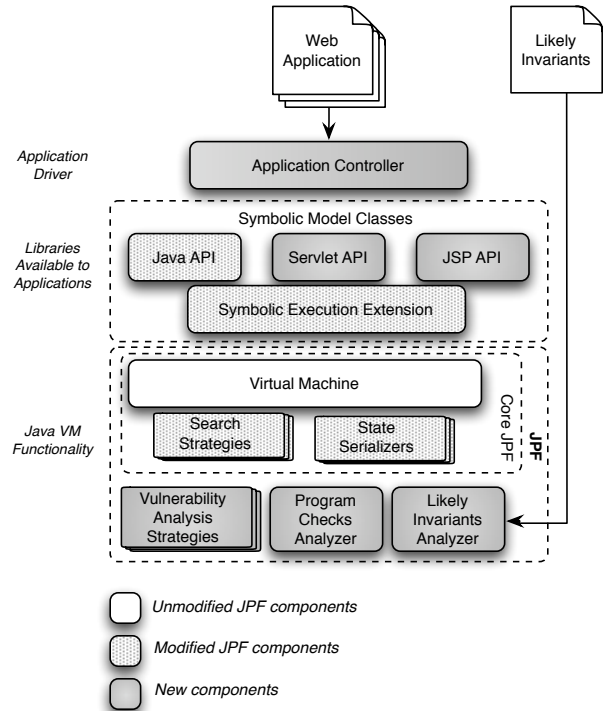 Web
Application
Likely
Invariants
Application
Driver
Application Controller
Symbolic Model Classes
Libraries
Available to
Applications
Java API
Servlet API
JSP API
Symbolic Execution Extension
Java VM
Functionality
Virtual Machine
Search
Strategies
State
Serializers
Core JPF
JPF
Vulnerability
Analysis
Strategies
Program
Checks
Analyzer
Likely
Invariants
Analyzer
Unmodified JPF components
Modified JPF components
New components